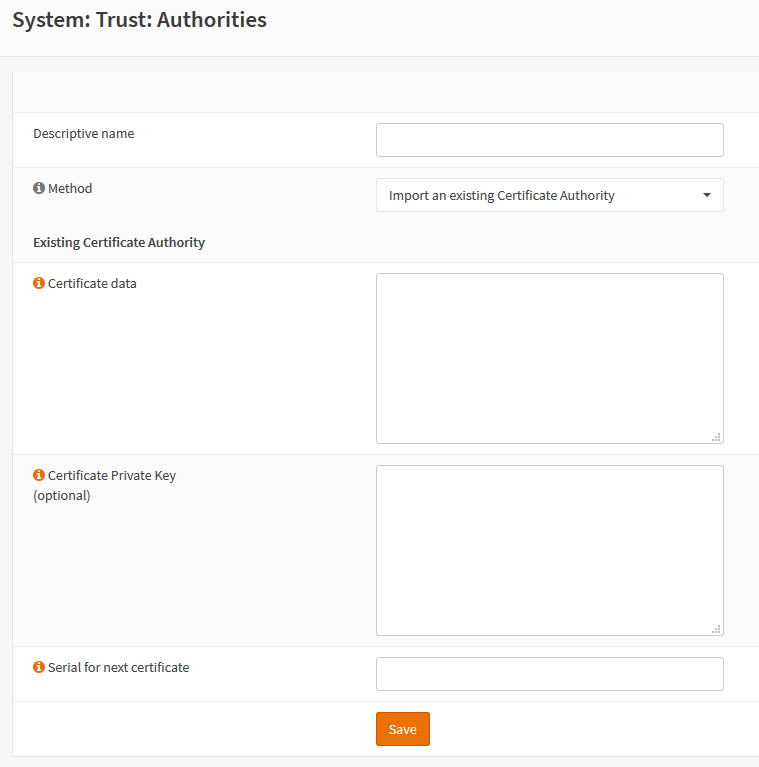 System: Trust: Authorities
Descriptive name
Method
Import an existing Certificate Authority
Existing Certificate Authority
Certificate data
Certificate Private Key
(optional)
Serial for next certificate
Save